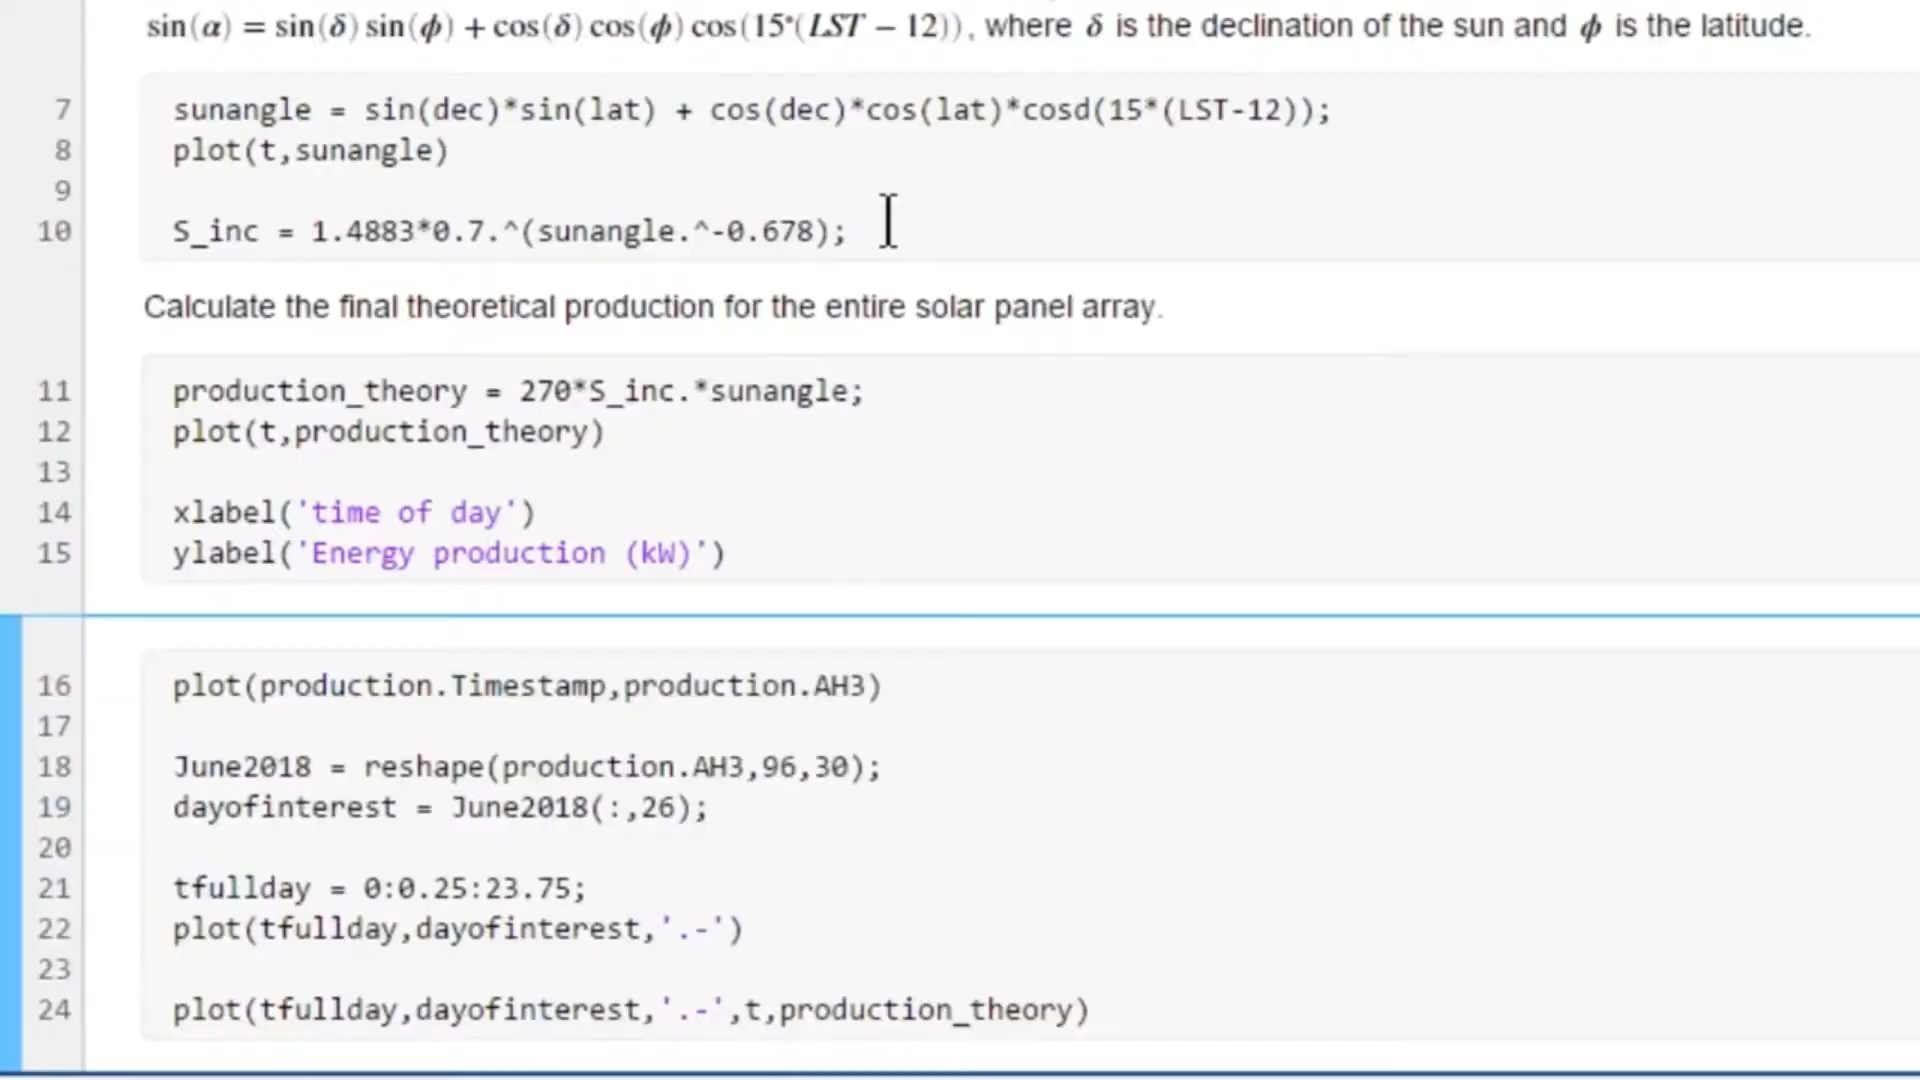 sin(α) = sin(δ) sin(ϕ) + cos(δ) cos(ϕ) cos(15*(LST − 12)), where δ is the declination of the sun and ϕ is the latitude.
7 sunangle = sin(dec)*sin(lat) + cos(dec)*cos(lat)*cosd(15*(LST-12));
8 plot(t,sunangle)
9
10 S_inc = 1.4883*0.7.^(sunangle.^-0.678);
Calculate the final theoretical production for the entire solar panel array.
11 production_theory = 270*S_inc.*sunangle;
12 plot(t,production_theory)
13
14 xlabel('time of day')
15 ylabel('Energy production (kW)')
16 plot(production.Timestamp,production.AH3)
17
18 June2018 = reshape(production.AH3,96,30);
19 dayofinterest = June2018(:,26);
20
21 tfullday = 0:0.25:23.75;
22 plot(tfullday,dayofinterest,'.-')
23
24 plot(tfullday,dayofinterest,'.-',t,production_theory)